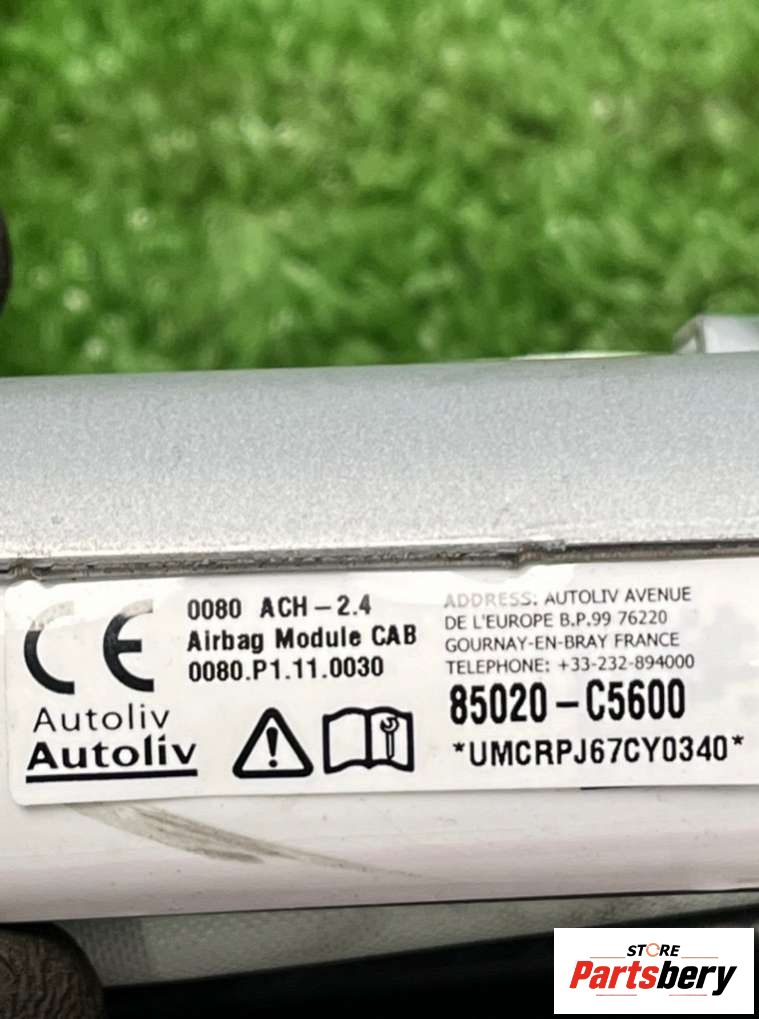 0080 ACH-2.4
Airbag Module CAB
0080.P1.11.0030
Autoliv
Autoliv
ADDRESS: AUTOLIV AVENUE
DE L'EUROPE B.P.99 76220
GOURNAY-EN-BRAY FRANCE
TELEPHONE: +33-232-894000
85020-C5600
*UMCRPJ67CY0340*
STORE
Partsbery